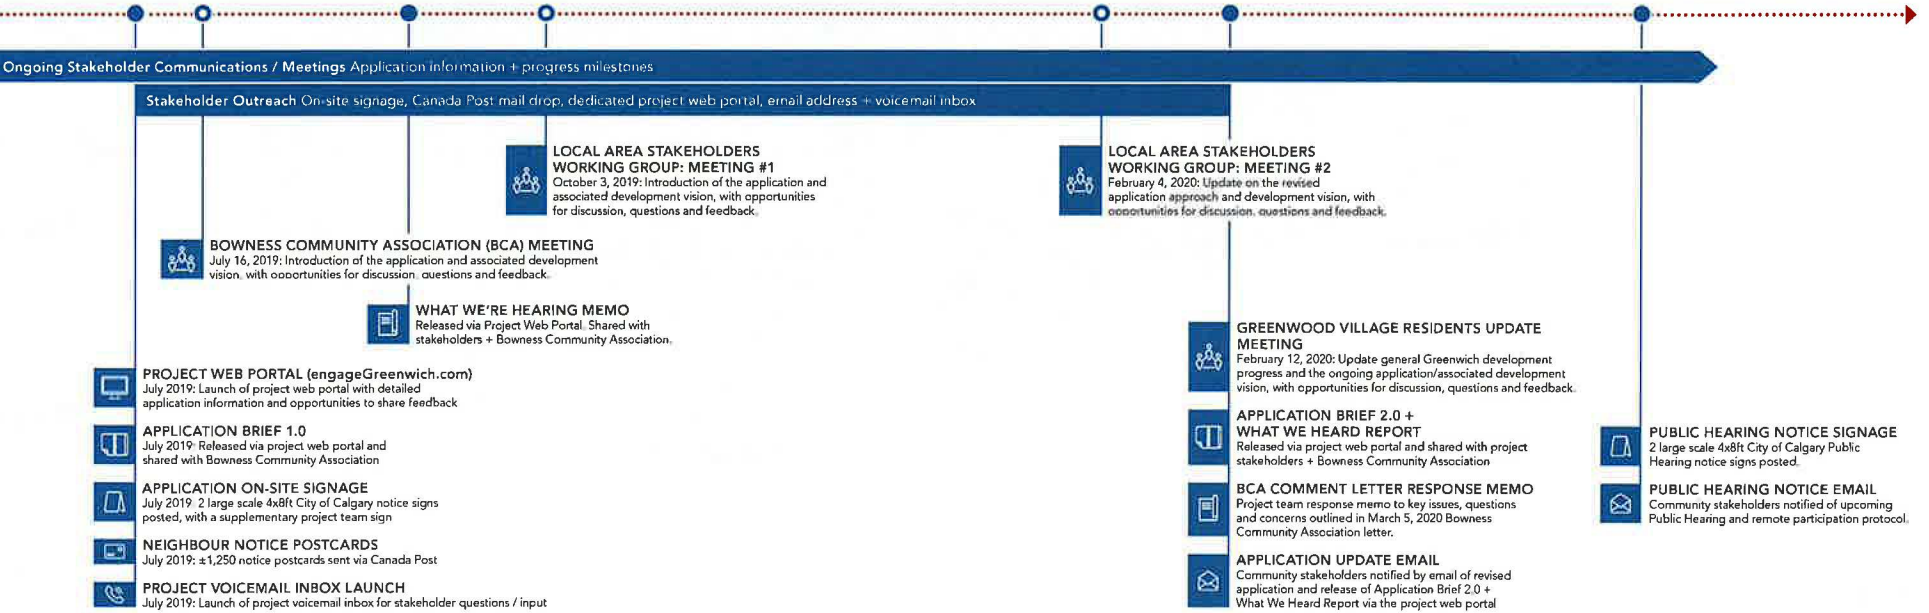 Ongoing Stakeholder Communications / Meetings Application information + progress milestones
Stakeholder Outreach On-site signage, Canada Post mail drop, dedicated project web portal, email address + voicemail inbox
LOCAL AREA STAKEHOLDERS
WORKING GROUP: MEETING #1
October 3, 2019: Introduction of the application and
associated development vision, with opportunities
for discussion, questions and feedback.
LOCAL AREA STAKEHOLDERS
WORKING GROUP: MEETING #2
February 4, 2020: Update on the revised
application approach and development vision, with
opportunities for discussion, questions and feedback.
BOWNESS COMMUNITY ASSOCIATION (BCA) MEETING
July 16, 2019: Introduction of the application and associated development
vision, with opportunities for discussion, questions and feedback.
WHAT WE'RE HEARING MEMO
Released via Project Web Portal. Shared with
stakeholders + Bowness Community Association.
PROJECT WEB PORTAL (engageGreenwich.com)
July 2019: Launch of project web portal with detailed
application information and opportunities to share feedback
APPLICATION BRIEF 1.0
July 2019: Released via project web portal and
shared with Bowness Community Association
APPLICATION ON-SITE SIGNAGE
July 2019: 2 large scale 4x8ft City of Calgary notice signs
posted, with a supplementary project team sign
NEIGHBOUR NOTICE POSTCARDS
July 2019: ±1,250 notice postcards sent via Canada Post
PROJECT VOICEMAIL INBOX LAUNCH
July 2019: Launch of project voicemail inbox for stakeholder questions / input
GREENWOOD VILLAGE RESIDENTS UPDATE
MEETING
February 12, 2020: Update general Greenwich development
progress and the ongoing application/associated development
vision, with opportunities for discussion, questions and feedback.
APPLICATION BRIEF 2.0 +
WHAT WE HEARD REPORT
Released via project web portal and shared with project
stakeholders + Bowness Community Association
BCA COMMENT LETTER RESPONSE MEMO
Project team response memo to key issues, questions
and concerns outlined in March 5, 2020 Bowness
Community Association letter.
APPLICATION UPDATE EMAIL
Community stakeholders notified by email of revised
application and release of Application Brief 2.0 +
What We Heard Report via the project web portal
PUBLIC HEARING NOTICE SIGNAGE
2 large scale 4x8ft City of Calgary Public
Hearing notice signs posted.
PUBLIC HEARING NOTICE EMAIL
Community stakeholders notified of upcoming
Public Hearing and remote participation protocol.